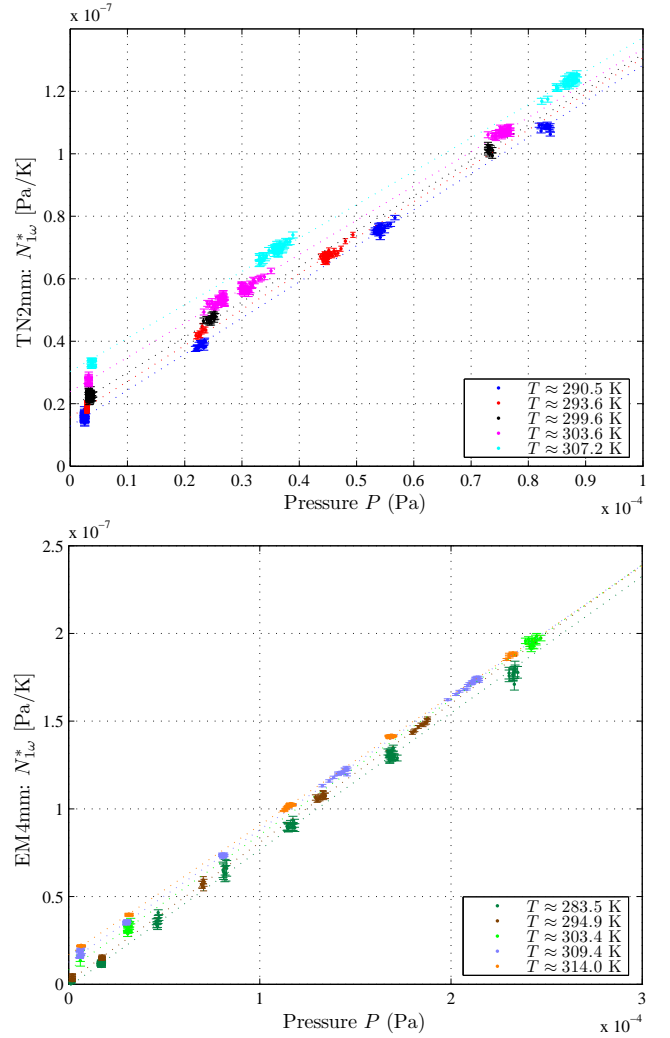 x 10⁻⁷
1.2
1
0.8
0.6
0.4
0.2
0
TN2mm: N*1ω [Pa/K]
T ≈ 290.5 K
T ≈ 293.6 K
T ≈ 299.6 K
T ≈ 303.6 K
T ≈ 307.2 K
0 0.1 0.2 0.3 0.4 0.5 0.6 0.7 0.8 0.9 1
Pressure P (Pa)
x 10⁻⁴
x 10⁻⁷
2.5
2
1.5
1
0.5
0
EM4mm: N*1ω [Pa/K]
T ≈ 283.5 K
T ≈ 294.9 K
T ≈ 303.4 K
T ≈ 309.4 K
T ≈ 314.0 K
0 1 2 3
Pressure P (Pa)
x 10⁻⁴